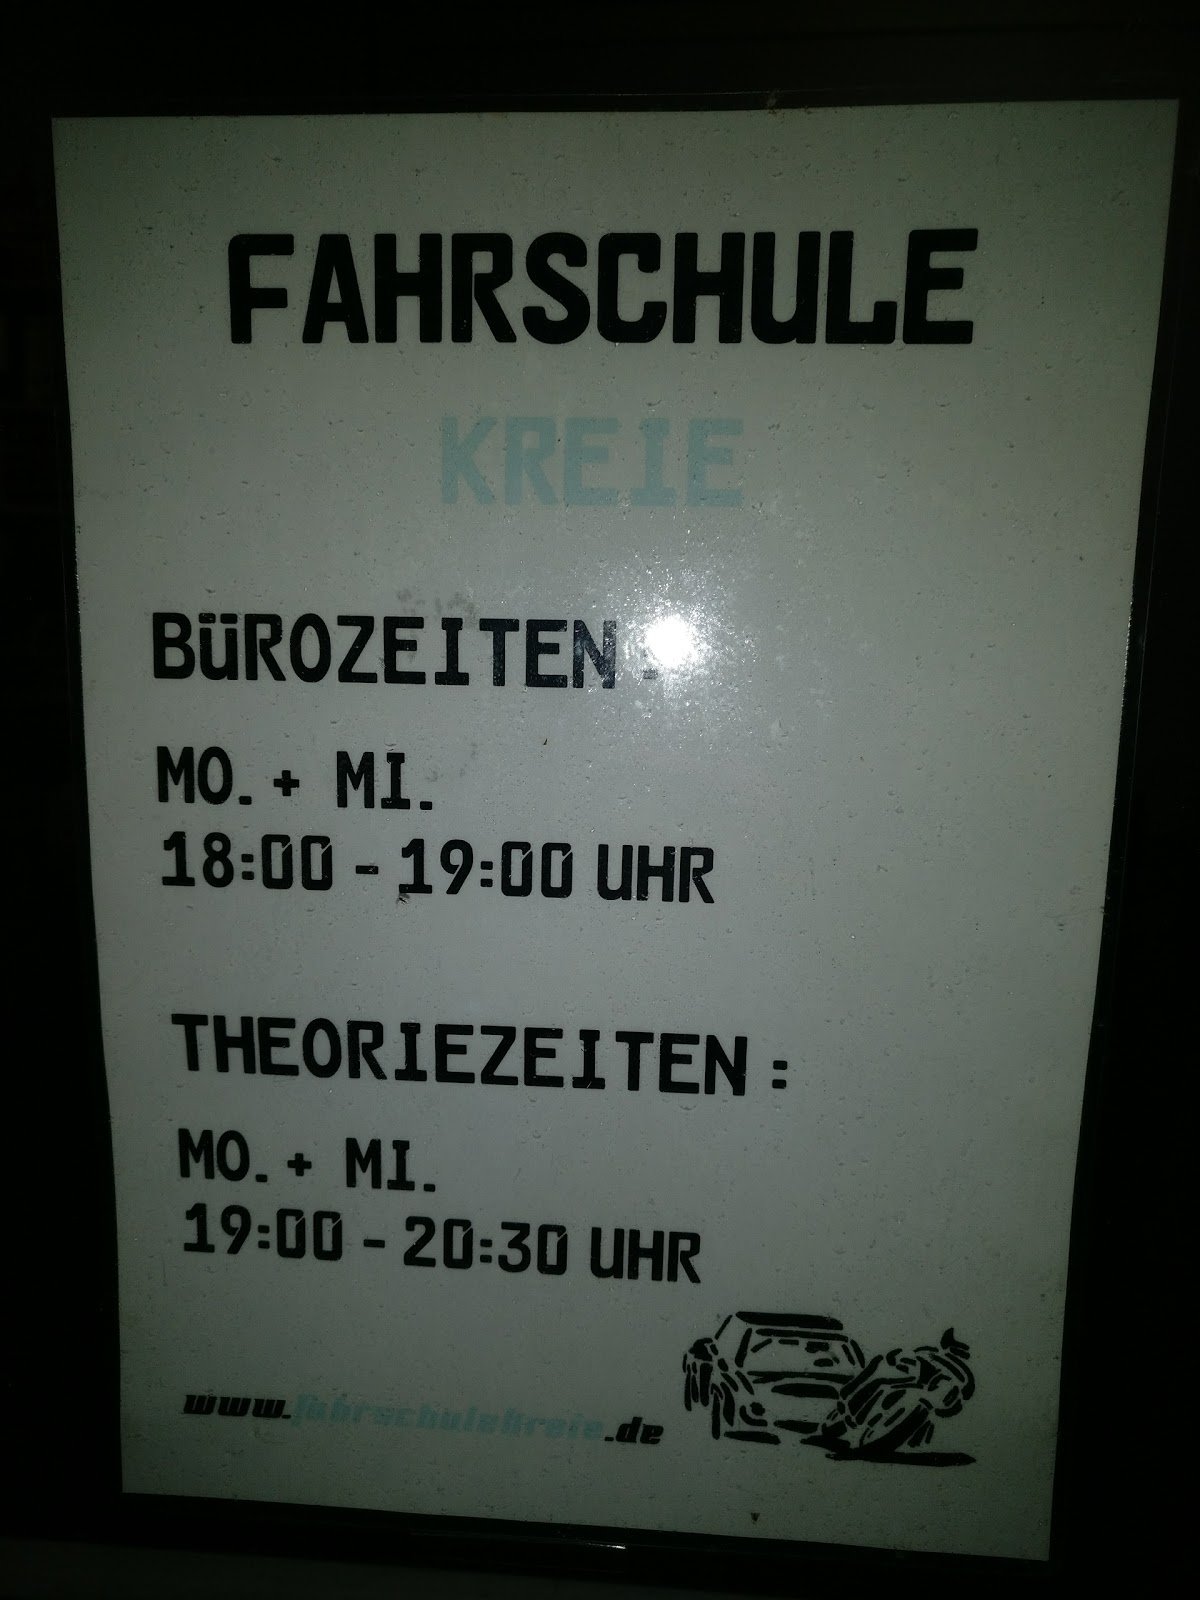 FAHRSCHULE
KREIE
BÜROZEITEN :
MO. + MI.
18:00 - 19:00 UHR
THEORIEZEITEN :
MO. + MI.
19:00 - 20:30 UHR
www.fahrschulekreie.de